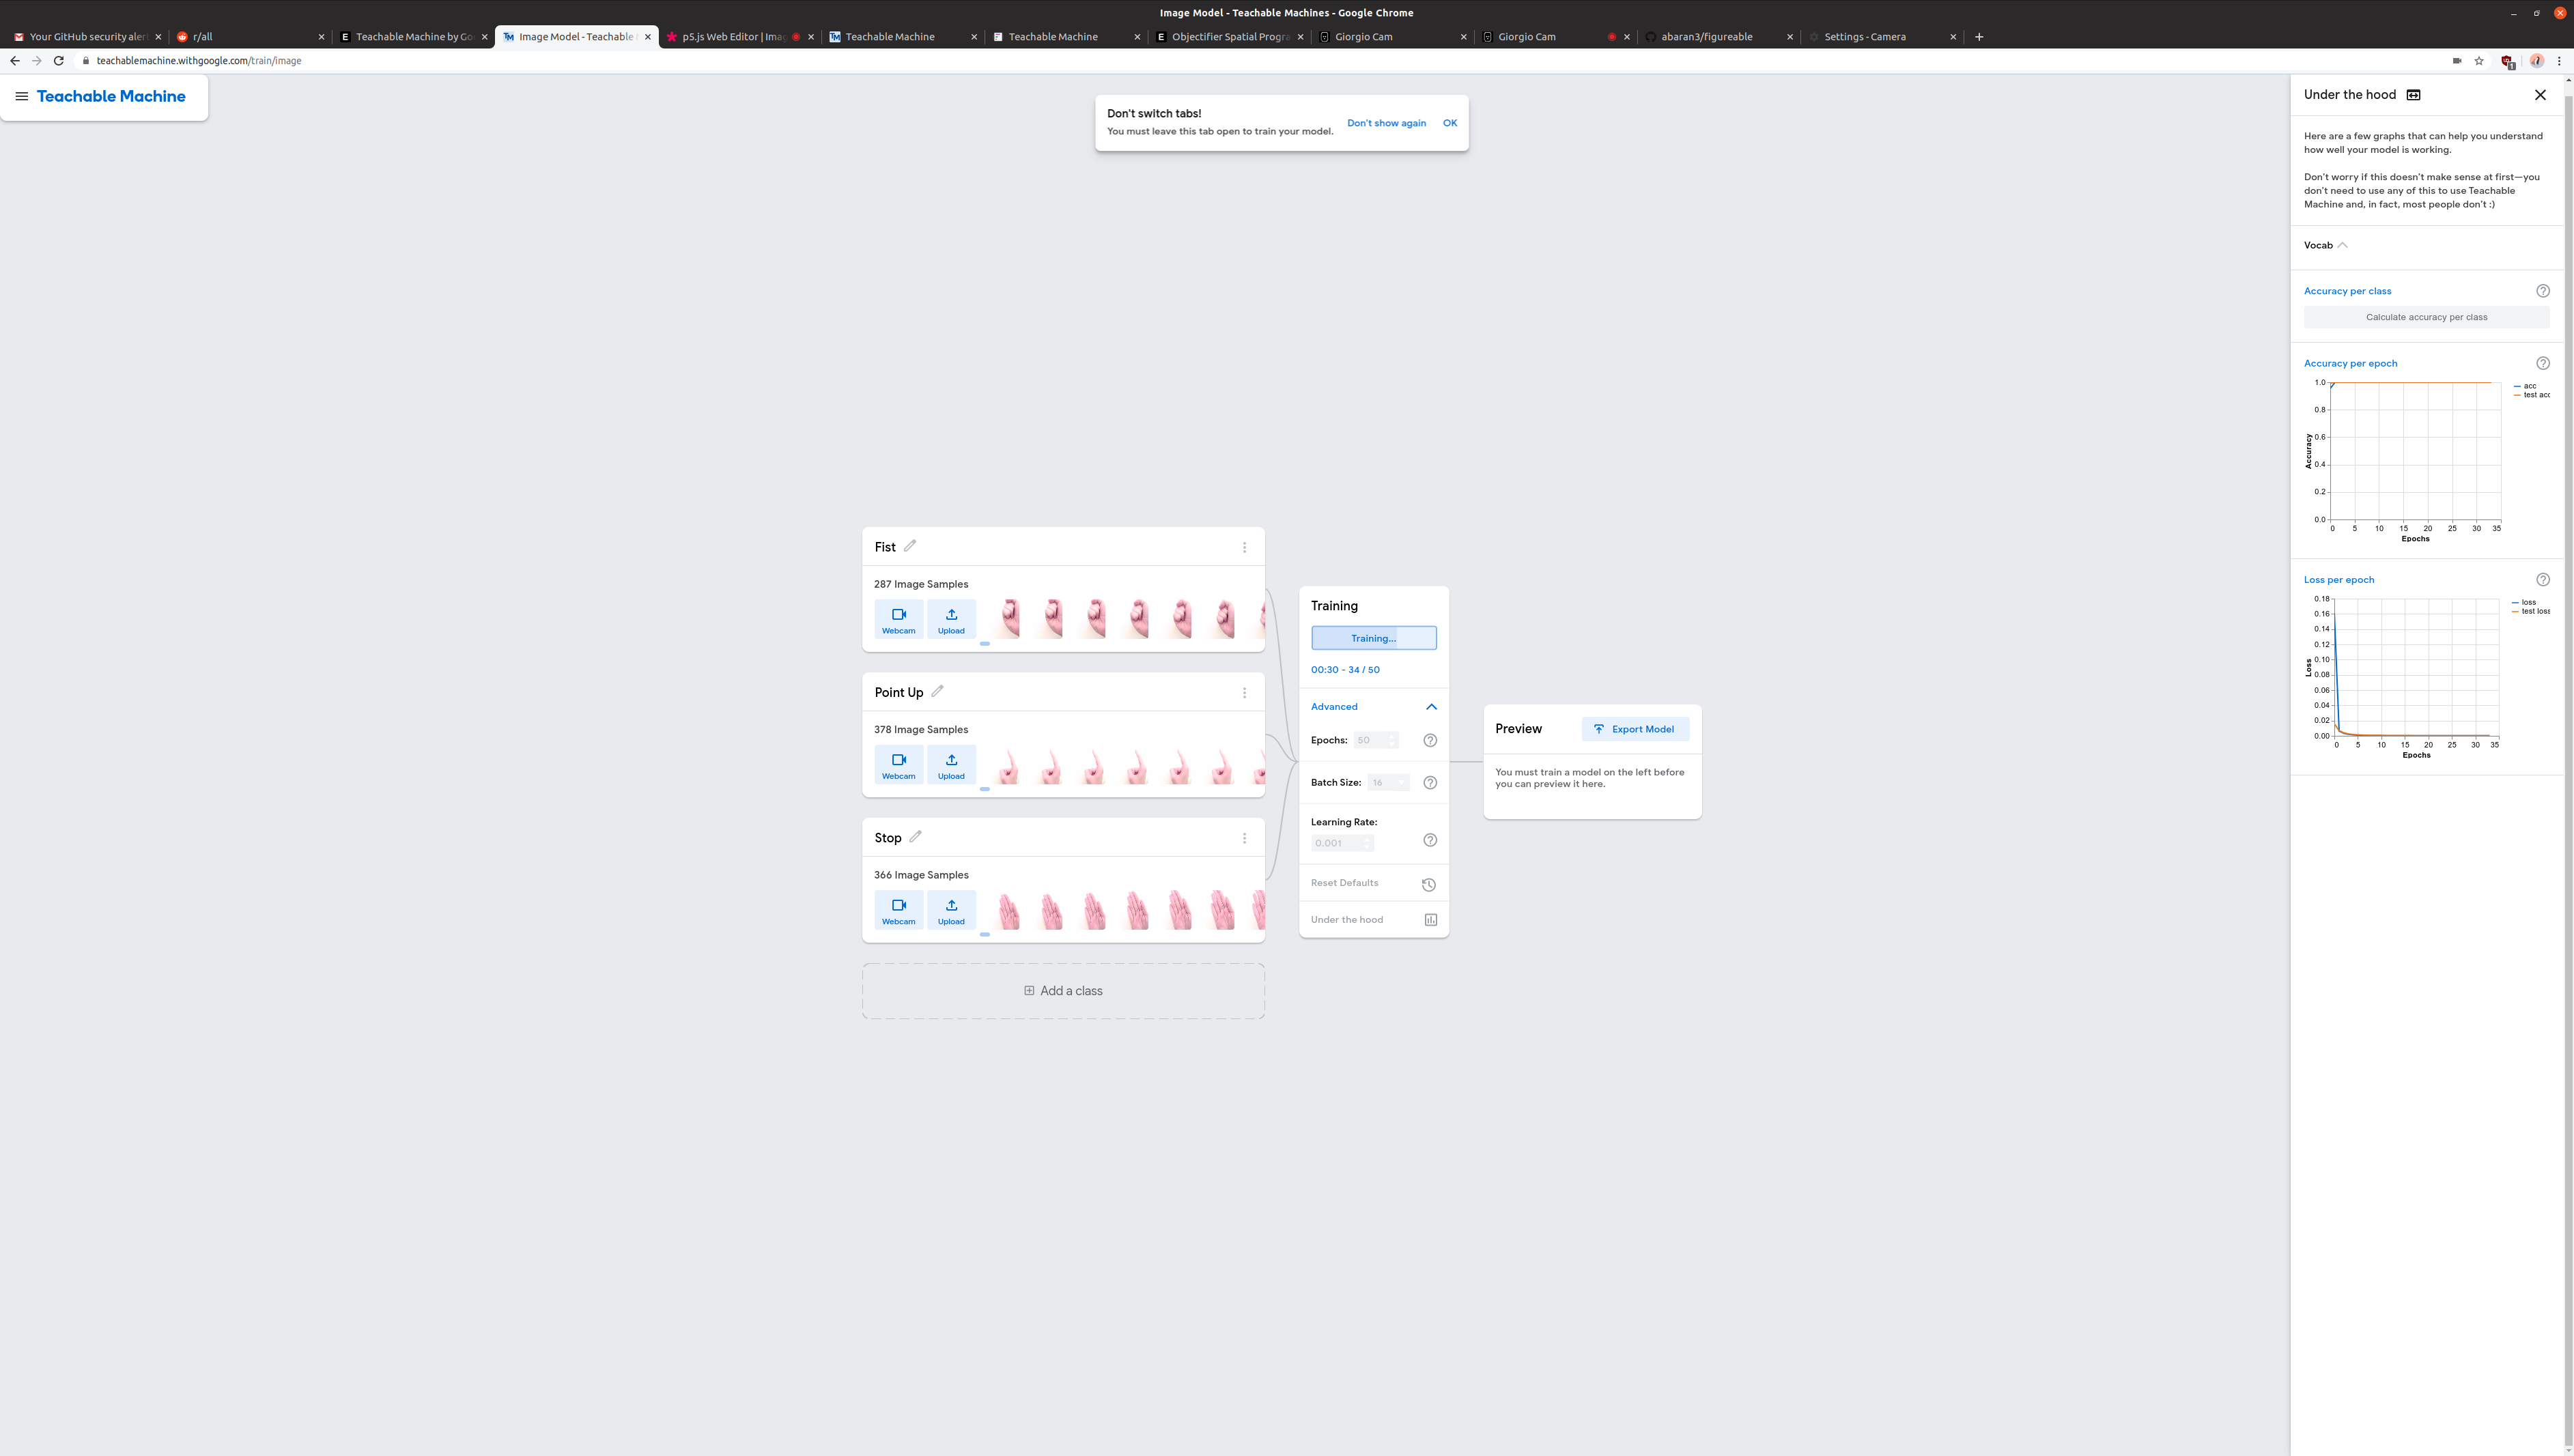 Image Model - Teachable Machines - Google Chrome
Your GitHub security aler
r/all
Teachable Machine by Go
Image Model - Teachable
p5.js Web Editor | Imag
Teachable Machine
Teachable Machine
Objectifier Spatial Progra
Giorgio Cam
Giorgio Cam
abaran3/figureable
Settings - Camera
teachablemachine.withgoogle.com/train/image
1
Teachable Machine
Don't switch tabs!
You must leave this tab open to train your model.
Don't show again
OK
Fist
287 Image Samples
Webcam
Upload
Point Up
378 Image Samples
Webcam
Upload
Stop
366 Image Samples
Webcam
Upload
Add a class
Training
Training...
00:30 - 34 / 50
Advanced
Epochs: 50
Batch Size: 16
Learning Rate:
0.001
Reset Defaults
Under the hood
Preview
Export Model
You must train a model on the left before
you can preview it here.
Under the hood
Here are a few graphs that can help you understand
how well your model is working.
Don't worry if this doesn't make sense at first—you
don't need to use any of this to use Teachable
Machine and, in fact, most people don't :)
Vocab
Accuracy per class
Calculate accuracy per class
Accuracy per epoch
1.0
0.8
0.6
0.4
0.2
0.0
Accuracy
0 5 10 15 20 25 30 35
Epochs
acc
test acc
Loss per epoch
0.18
0.16
0.14
0.12
0.10
0.08
0.06
0.04
0.02
0.00
Loss
0 5 10 15 20 25 30 35
Epochs
loss
test loss